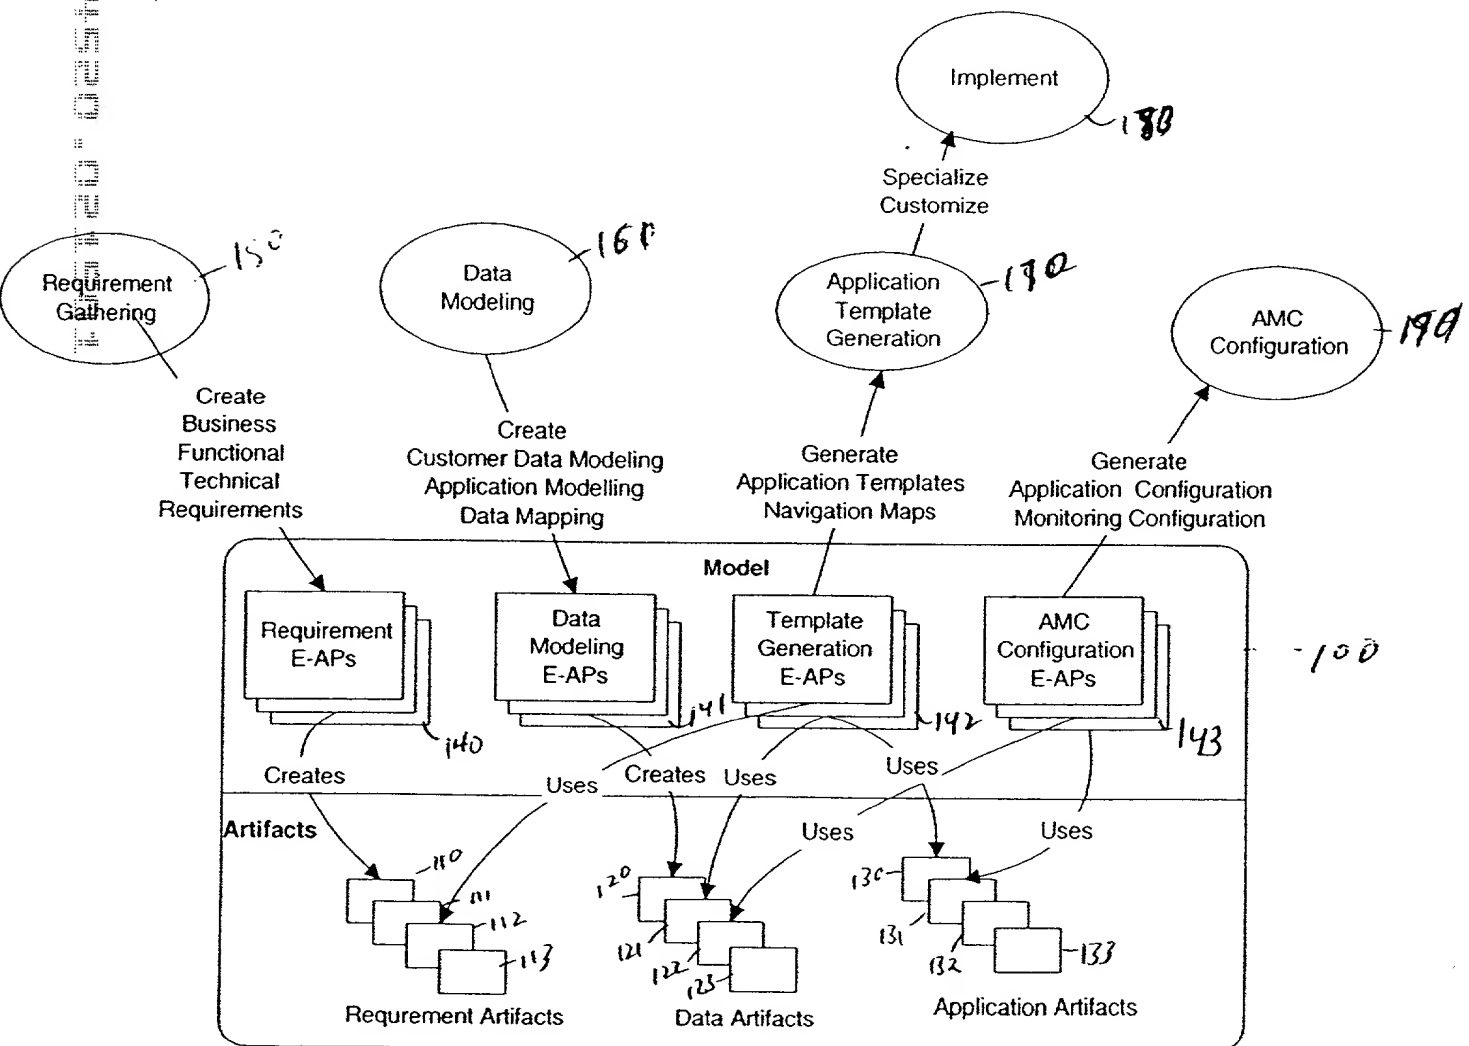 Implement
180
Specialize
Customize
Requirement
Gathering
150
Data
Modeling
160
Application
Template
Generation
170
AMC
Configuration
190
Create
Business
Functional
Technical
Requirements
Create
Customer Data Modeling
Application Modelling
Data Mapping
Generate
Application Templates
Navigation Maps
Generate
Application Configuration
Monitoring Configuration
Model
Requirement
E-APs
140
Data
Modeling
E-APs
141
Template
Generation
E-APs
142
AMC
Configuration
E-APs
143
100
Creates
Uses
Creates
Uses
Uses
Uses
Uses
Artifacts
110
111
112
113
Requrement Artifacts
120
121
122
123
Data Artifacts
130
131
132
133
Application Artifacts